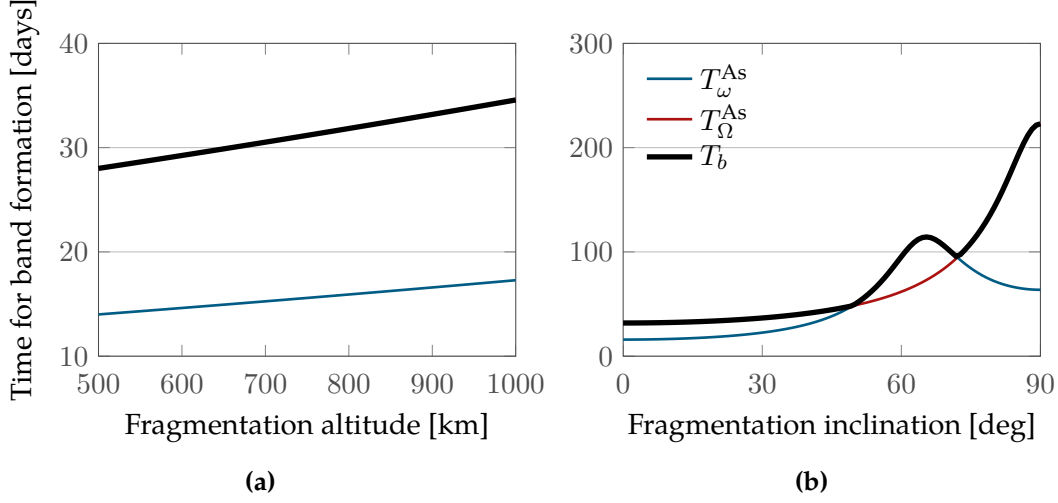 Time for band formation [days]
40
30
20
10
500
600
700
800
900
1000
Fragmentation altitude [km]
(a)
300
200
100
0
T_ω^As
T_Ω^As
T_b
0
30
60
90
Fragmentation inclination [deg]
(b)